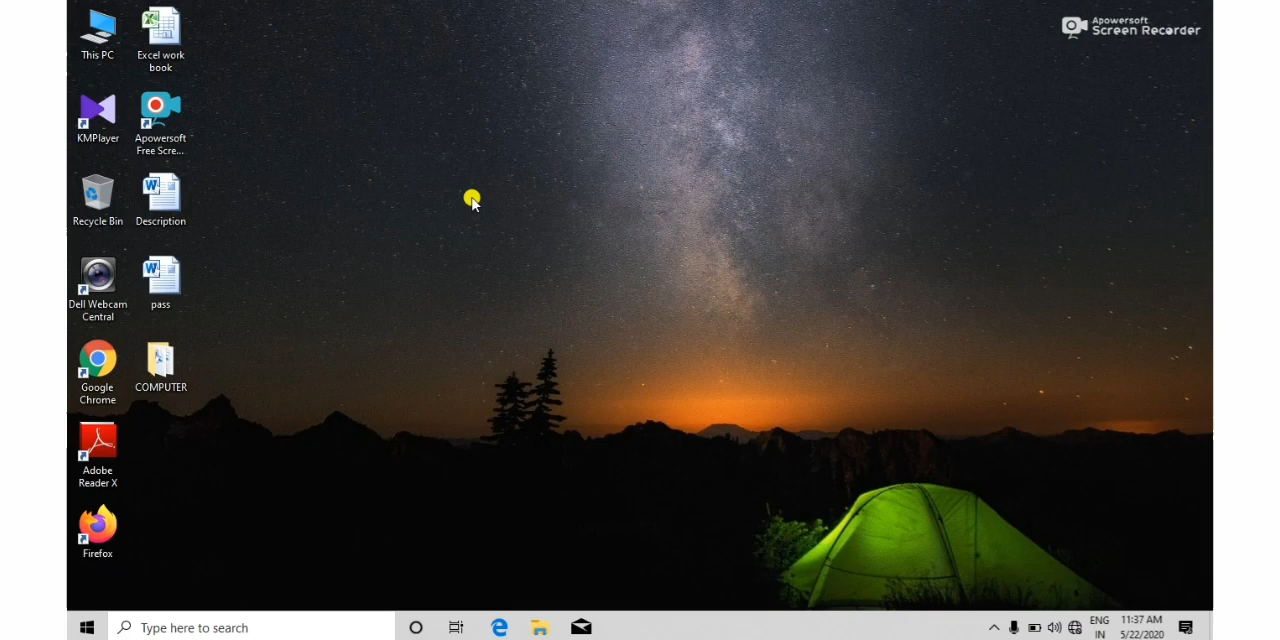 This PC
Excel work
book
Apowersoft
Screen Recorder
KMPlayer
Apowersoft
Free Scre...
Recycle Bin
Description
Dell Webcam
Central
pass
Google
Chrome
COMPUTER
Adobe
Reader X
Firefox
Type here to search
ENG
IN
11:37 AM
5/22/2020